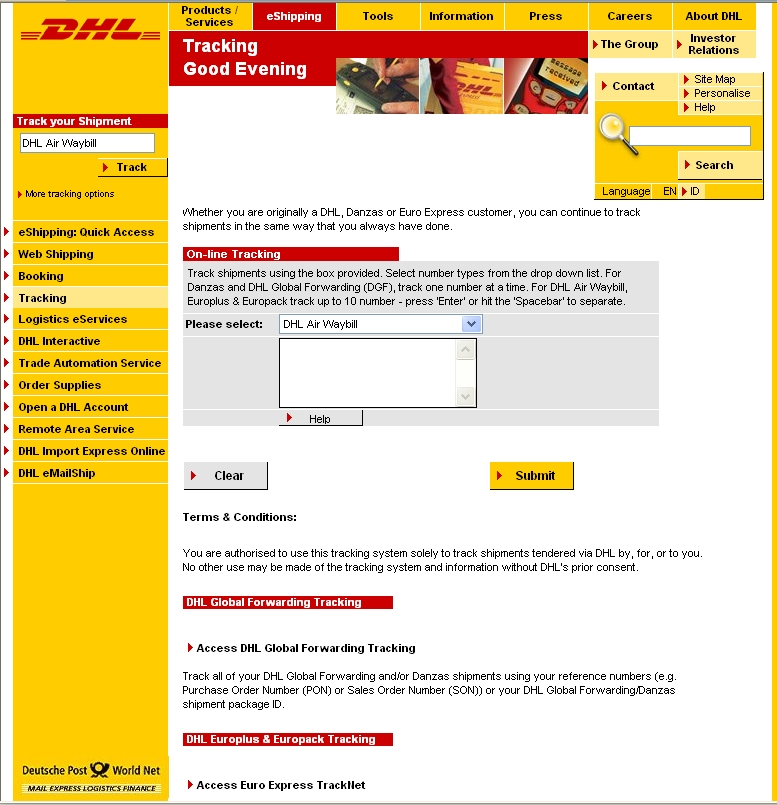 DHL
Products / Services
eShipping
Tools
Information
Press
Careers
About DHL
Tracking
Good Evening
message
received
The Group
Investor Relations
Contact
Site Map
Personalise
Help
Search
Language EN ID
Track your Shipment
DHL Air Waybill
Track
More tracking options
eShipping: Quick Access
Web Shipping
Booking
Tracking
Logistics eServices
DHL Interactive
Trade Automation Service
Order Supplies
Open a DHL Account
Remote Area Service
DHL Import Express Online
DHL eMailShip
Whether you are originally a DHL, Danzas or Euro Express customer, you can continue to track
shipments in the same way that you always have done.
On-line Tracking
Track shipments using the box provided. Select number types from the drop down list. For
Danzas and DHL Global Forwarding (DGF), track one number at a time. For DHL Air Waybill,
Europlus & Europack track up to 10 number - press 'Enter' or hit the 'Spacebar' to separate.
Please select: DHL Air Waybill
Help
Clear
Submit
Terms & Conditions:
You are authorised to use this tracking system solely to track shipments tendered via DHL by, for, or to you.
No other use may be made of the tracking system and information without DHL's prior consent.
DHL Global Forwarding Tracking
Access DHL Global Forwarding Tracking
Track all of your DHL Global Forwarding and/or Danzas shipments using your reference numbers (e.g.
Purchase Order Number (PON) or Sales Order Number (SON)) or your DHL Global Forwarding/Danzas
shipment package ID.
DHL Europlus & Europack Tracking
Access Euro Express TrackNet
Deutsche Post World Net
MAIL EXPRESS LOGISTICS FINANCE